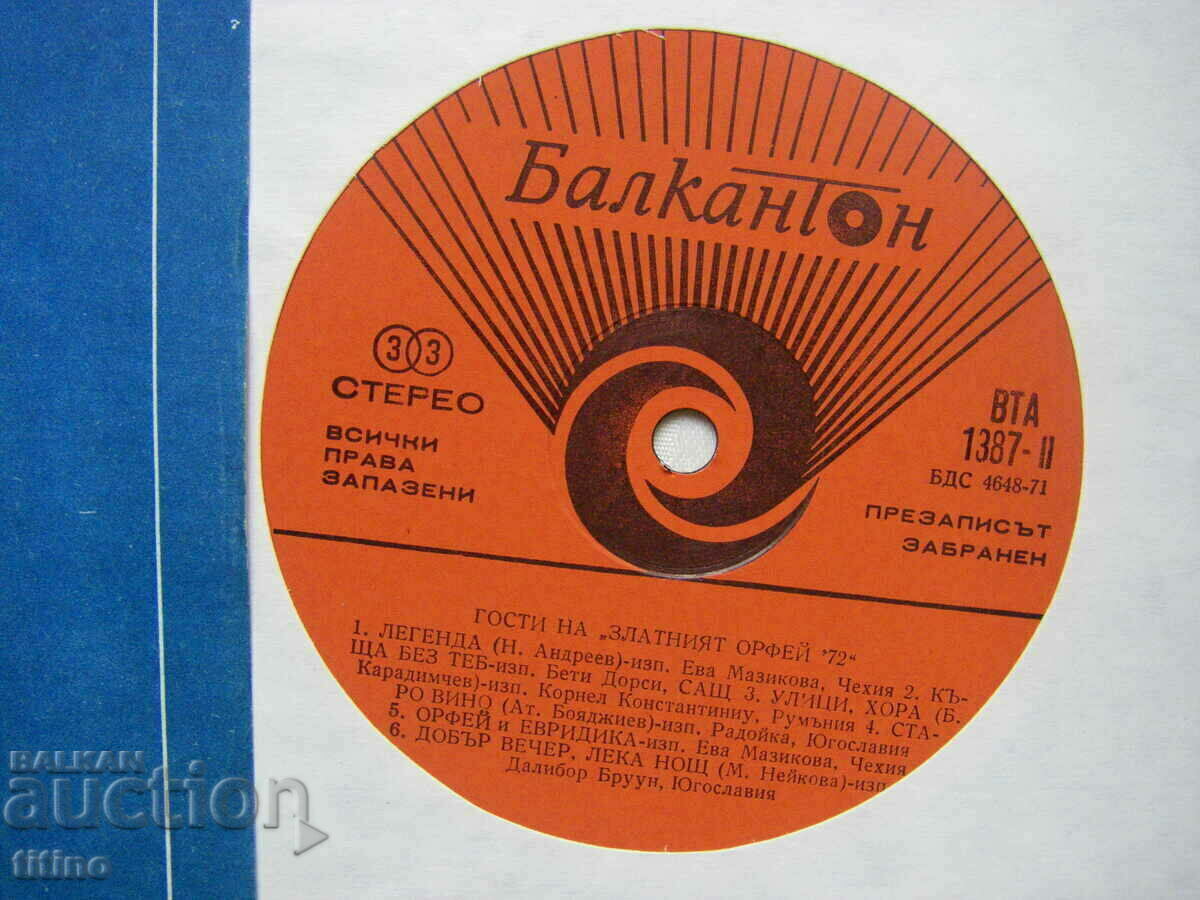 Балкантон
33
СТЕРЕО
ВСИЧКИ
ПРАВА
ЗАПАЗЕНИ
ВТА
1387-II
БДС 4648-71
ПРЕЗАПИСЪТ
ЗАБРАНЕН
ГОСТИ НА „ЗЛАТНИЯТ ОРФЕЙ '72“
1. ЛЕГЕНДА (Н. Андреев)-изп. Ева Мазикова, Чехия 2. КЪ-
ЩА БЕЗ ТЕБ-изп. Бети Дорси, САЩ 3. УЛИЦИ, ХОРА (Б.
Карадимчев)-изп. Корнел Константиниу, Румъния 4. СТА-
РО ВИНО (Ат. Бояджиев)-изп. Радойка, Югославия
5. ОРФЕЙ и ЕВРИДИКА-изп. Ева Мазикова, Чехия
6. ДОБЪР ВЕЧЕР, ЛЕКА НОЩ (М. Нейкова)-изп
Далибор Бруун, Югославия
BALKAN
auction
titino